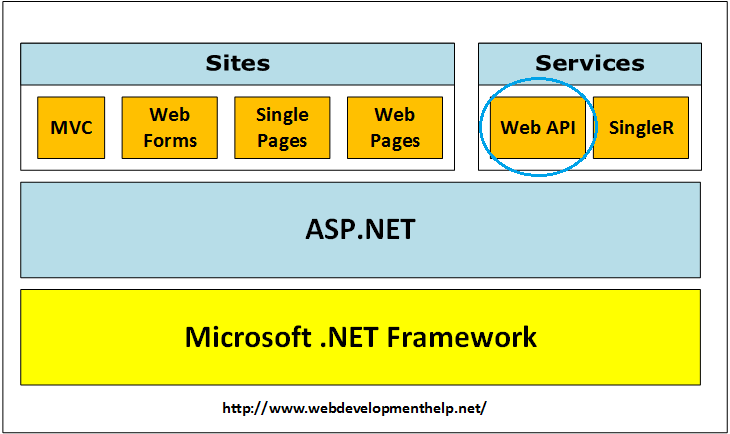 Sites
Services
MVC
Web
Forms
Single
Pages
Web
Pages
Web API
SingleR
ASP.NET
Microsoft .NET Framework
http://www.webdevelopmenthelp.net/